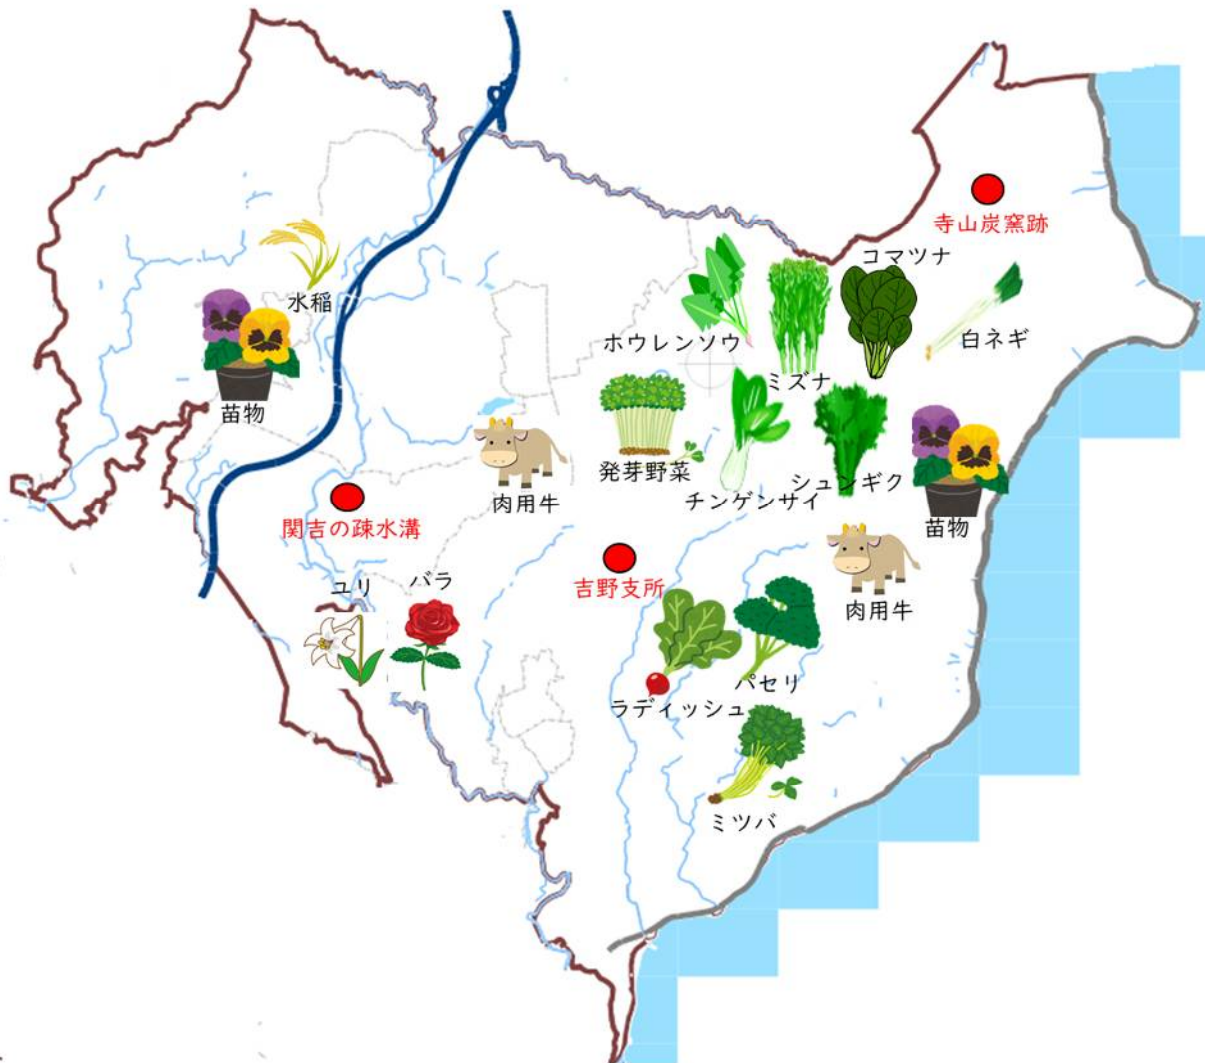 寺山炭窯跡
コマツナ
水稲
ホウレンソウ
白ネギ
ミズナ
苗物
発芽野菜
シュンギク
チンゲンサイ
肉用牛
苗物
関吉の疎水溝
吉野支所
ユリ
バラ
肉用牛
パセリ
ラディッシュ
ミツバ